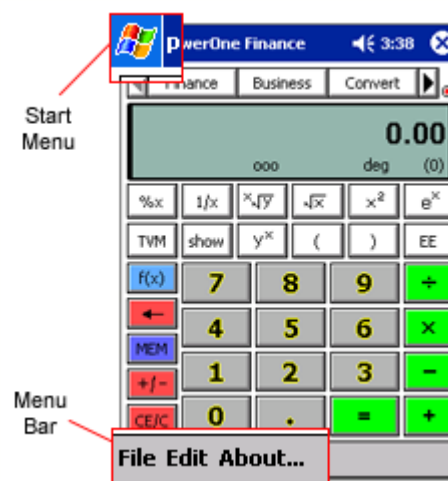 pwerOne Finance 3:38
Finance Business Convert
Start
Menu
0.00
ooo deg (0)
%x 1/x ˣ√y √x x² eˣ
TVM show yˣ ( ) EE
f(x) 7 8 9 ÷
← 4 5 6 ×
MEM
+/- 1 2 3 −
Menu
Bar
CE/C 0 . = +
File Edit About...